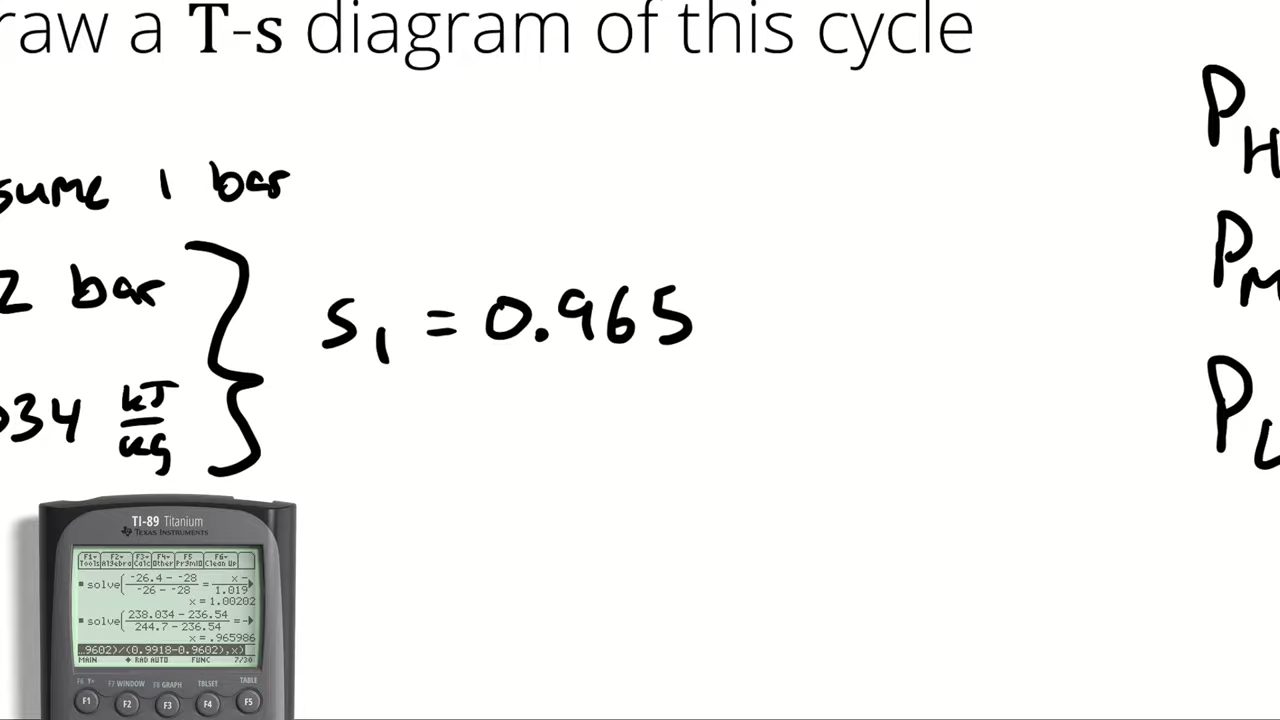 raw a T-s diagram of this cycle
sume 1 bar
2 bar
034 kJ/kg
s₁ = 0.965
P_H
P_M
P_L
TI-89 Titanium
TEXAS INSTRUMENTS
F1 F2 F3 F4 F5 F6
Tools Algebra Calc Other PrgmIO Clean Up
solve(-26.4 - -28 / -26 - -28 = x - / 1.019
x = 1.00202
solve(238.034 - 236.54 / 244.7 - 236.54 = -
x = .965986
9602)/(0.9918-0.9602),x)
MAIN RAD AUTO FUNC 7/30
F6 Y= F7 WINDOW F8 GRAPH TBLSET TABLE
F1 F2 F3 F4 F5